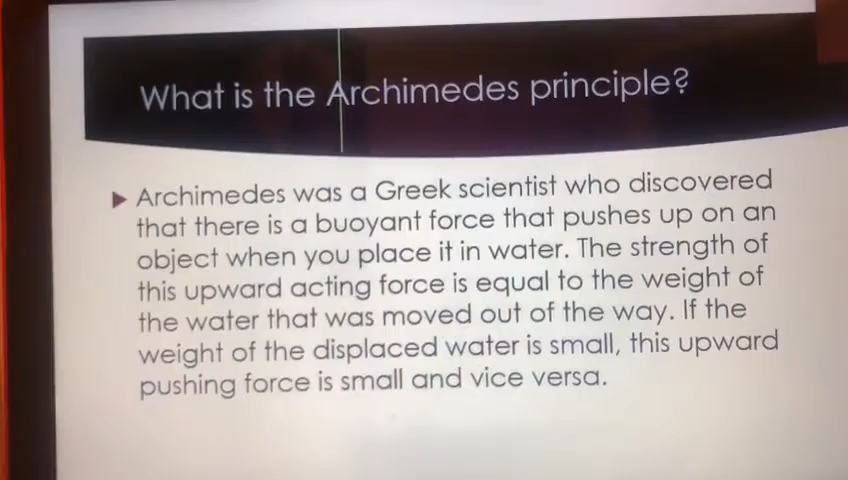 What is the Archimedes principle?
Archimedes was a Greek scientist who discovered
that there is a buoyant force that pushes up on an
object when you place it in water. The strength of
this upward acting force is equal to the weight of
the water that was moved out of the way. If the
weight of the displaced water is small, this upward
pushing force is small and vice versa.